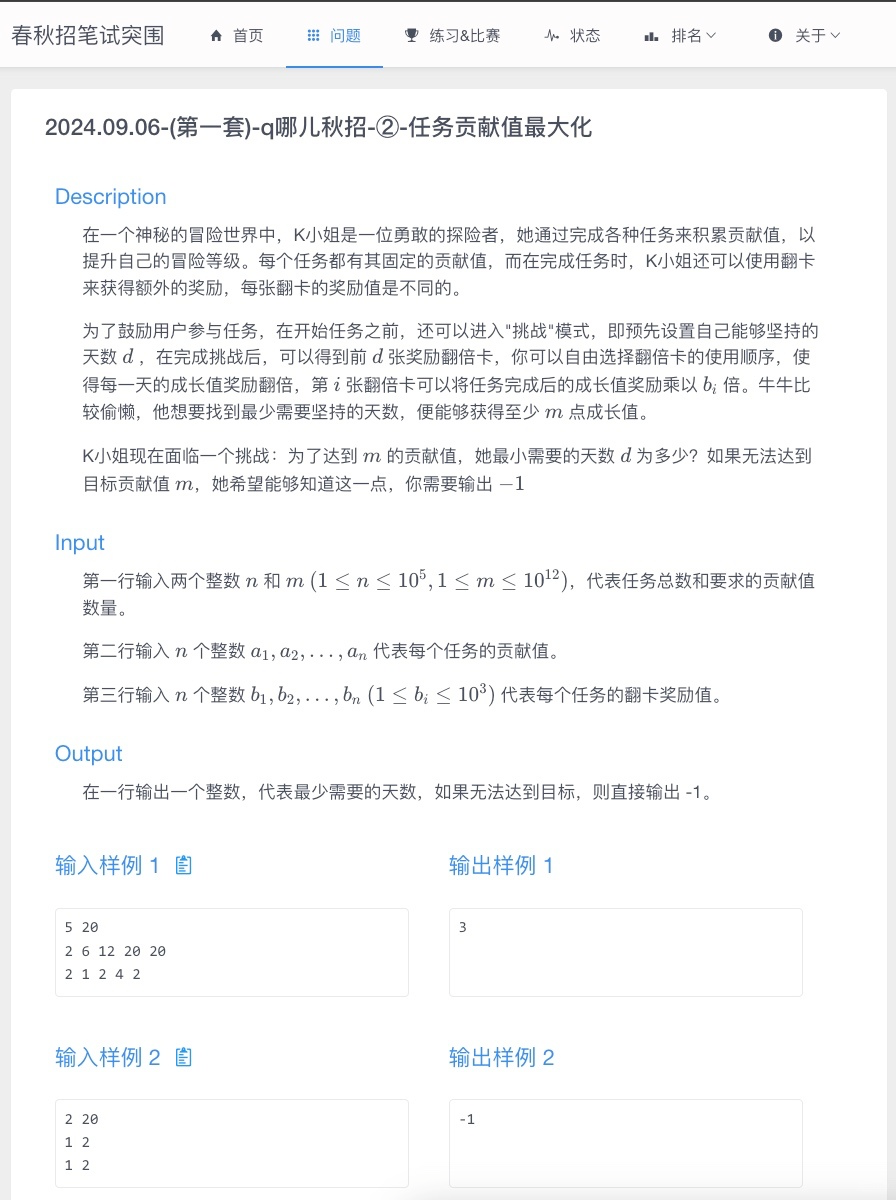 春秋招笔试突围 首页 问题 练习&比赛 状态 排名 关于
2024.09.06-(第一套)-q哪儿秋招-②-任务贡献值最大化
Description
在一个神秘的冒险世界中，K小姐是一位勇敢的探险者，她通过完成各种任务来积累贡献值，以
提升自己的冒险等级。每个任务都有其固定的贡献值，而在完成任务时，K小姐还可以使用翻卡
来获得额外的奖励，每张翻卡的奖励值是不同的。
为了鼓励用户参与任务，在开始任务之前，还可以进入"挑战"模式，即预先设置自己能够坚持的
天数 d ，在完成挑战后，可以得到前 d 张奖励翻倍卡，你可以自由选择翻倍卡的使用顺序，使
得每一天的成长值奖励翻倍，第 i 张翻倍卡可以将任务完成后的成长值奖励乘以 b_i 倍。牛牛比
较偷懒，他想要找到最少需要坚持的天数，便能够获得至少 m 点成长值。
K小姐现在面临一个挑战：为了达到 m 的贡献值，她最小需要的天数 d 为多少？如果无法达到
目标贡献值 m，她希望能够知道这一点，你需要输出 −1
Input
第一行输入两个整数 n 和 m (1 ≤ n ≤ 10^5, 1 ≤ m ≤ 10^12)，代表任务总数和要求的贡献值
数量。
第二行输入 n 个整数 a_1, a_2, . . . , a_n 代表每个任务的贡献值。
第三行输入 n 个整数 b_1, b_2, . . . , b_n (1 ≤ b_i ≤ 10^3) 代表每个任务的翻卡奖励值。
Output
在一行输出一个整数，代表最少需要的天数，如果无法达到目标，则直接输出 -1。
输入样例 1
5 20
2 6 12 20 20
2 1 2 4 2
输出样例 1
3
输入样例 2
2 20
1 2
1 2
输出样例 2
-1